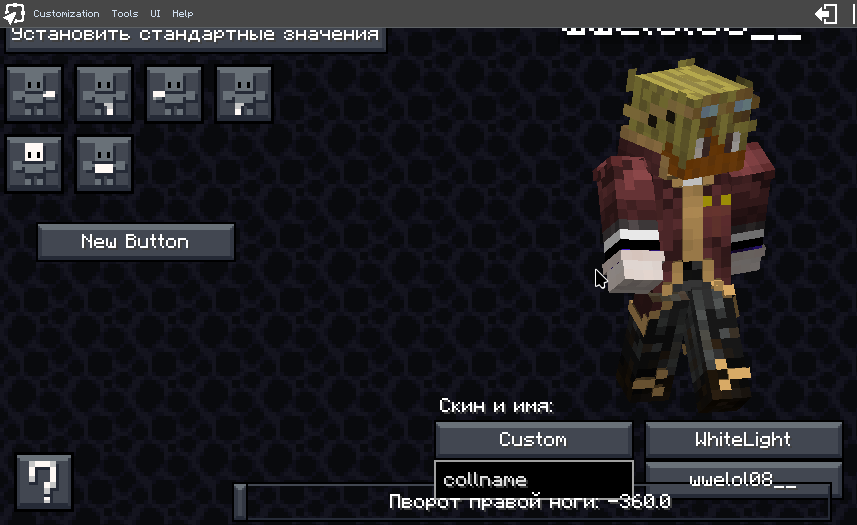 Customization Tools UI Help
Установить стандартные значения
New Button
Скин и имя:
Custom
WhiteLight
collname
wwelol08__
?
Пворот правой ноги: -360.0